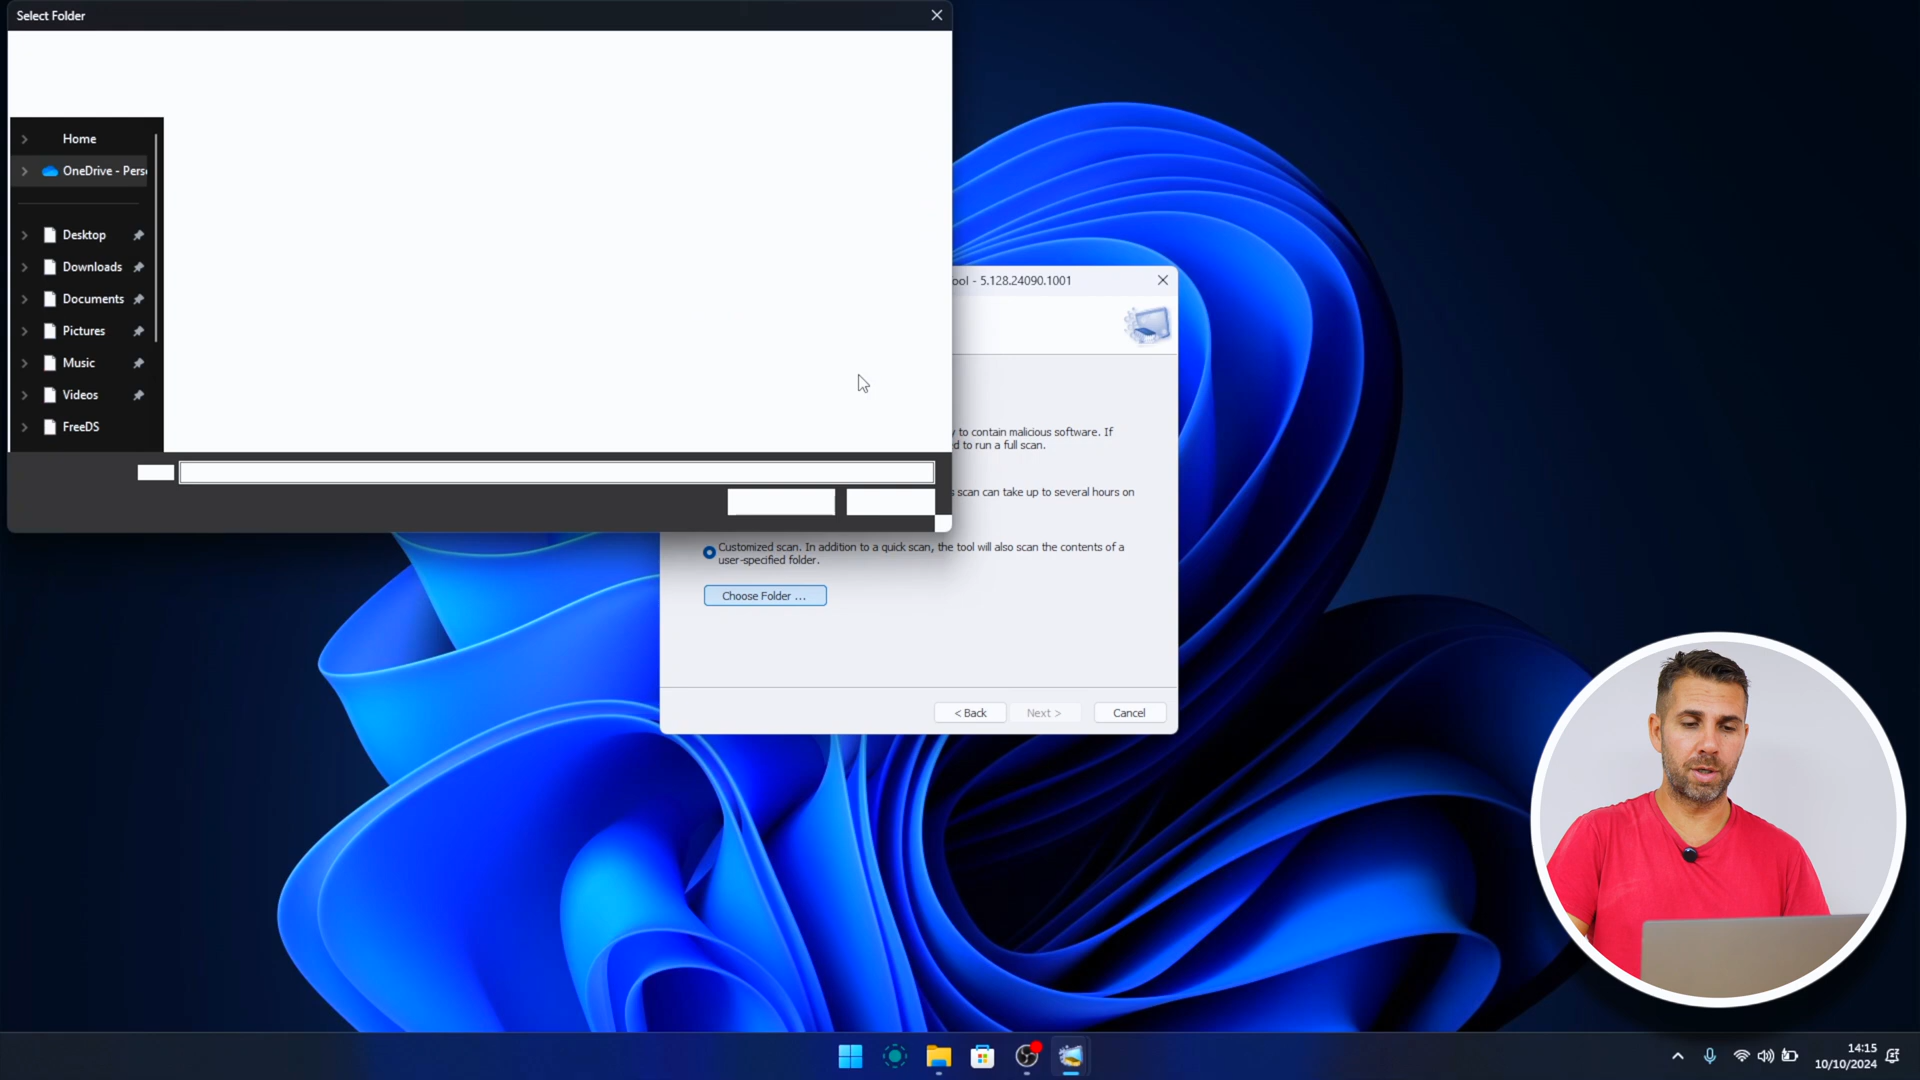 Select Folder
Home
OneDrive - Pers
Desktop
Downloads
Documents
Pictures
Music
Videos
FreeDS
ool - 5.128.24090.1001
y to contain malicious software. If
d to run a full scan.
s scan can take up to several hours on
Customized scan. In addition to a quick scan, the tool will also scan the contents of a
user-specified folder.
Choose Folder ...
< Back
Next >
Cancel
14:15
10/10/2024